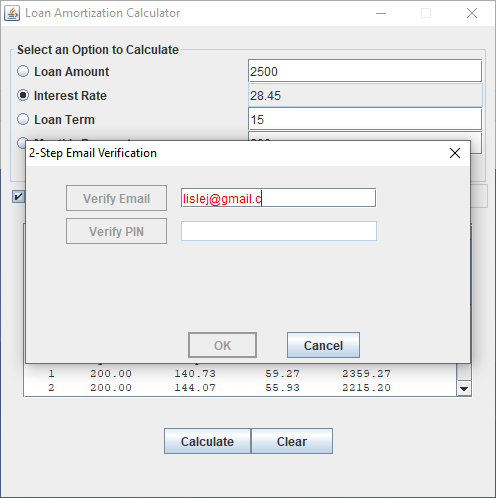 Loan Amortization Calculator
Select an Option to Calculate
Loan Amount 2500
Interest Rate 28.45
Loan Term 15
2-Step Email Verification
Verify Email lislej@gmail.c
Verify PIN
OK Cancel
1 200.00 140.73 59.27 2359.27
2 200.00 144.07 55.93 2215.20
Calculate Clear